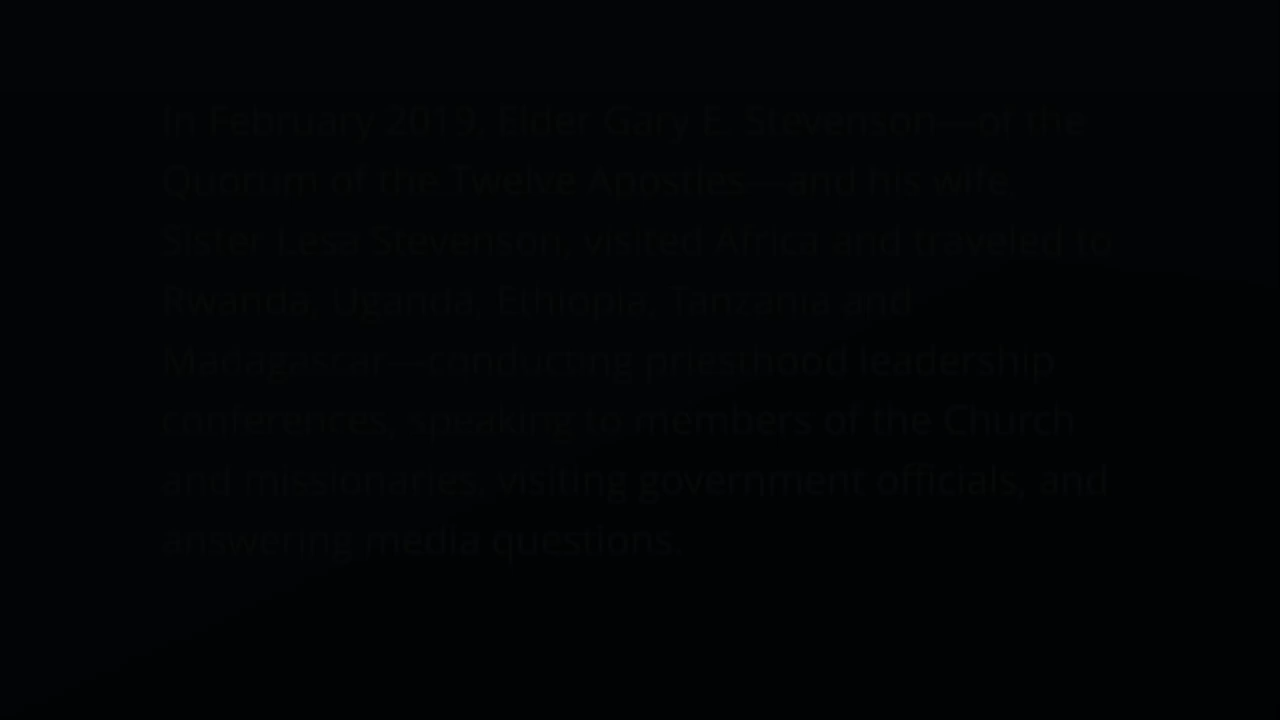 In February 2019, Elder Gary E. Stevenson—of the
Quorum of the Twelve Apostles—and his wife,
Sister Lesa Stevenson, visited Africa and traveled to
Rwanda, Uganda, Ethiopia, Tanzania and
Madagascar—conducting priesthood leadership
conferences, speaking to members of the Church
and missionaries, visiting government officials, and
answering media questions.